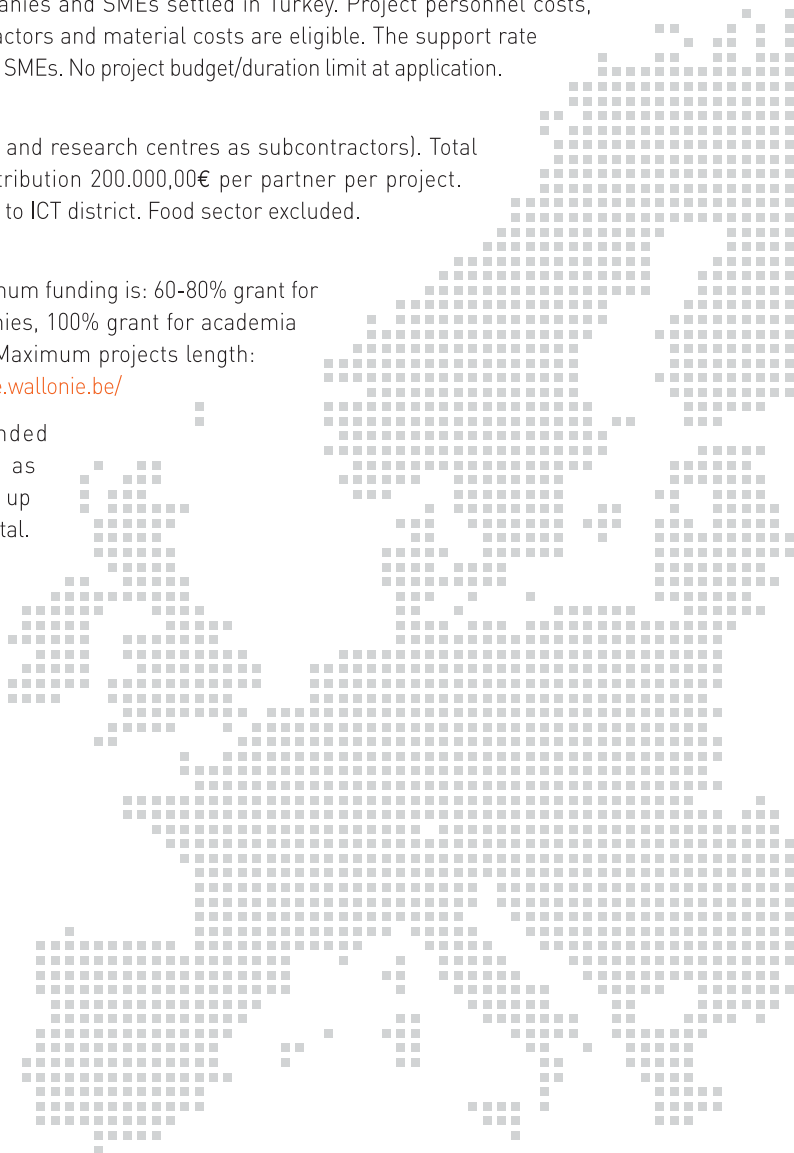 anies and SMEs settled in Turkey. Project personnel costs,
actors and material costs are eligible. The support rate
SMEs. No project budget/duration limit at application.
and research centres as subcontractors). Total
tribution 200.000,00€ per partner per project.
to ICT district. Food sector excluded.
num funding is: 60-80% grant for
nies, 100% grant for academia
Maximum projects length:
e.wallonie.be/
nded
as
up
tal.